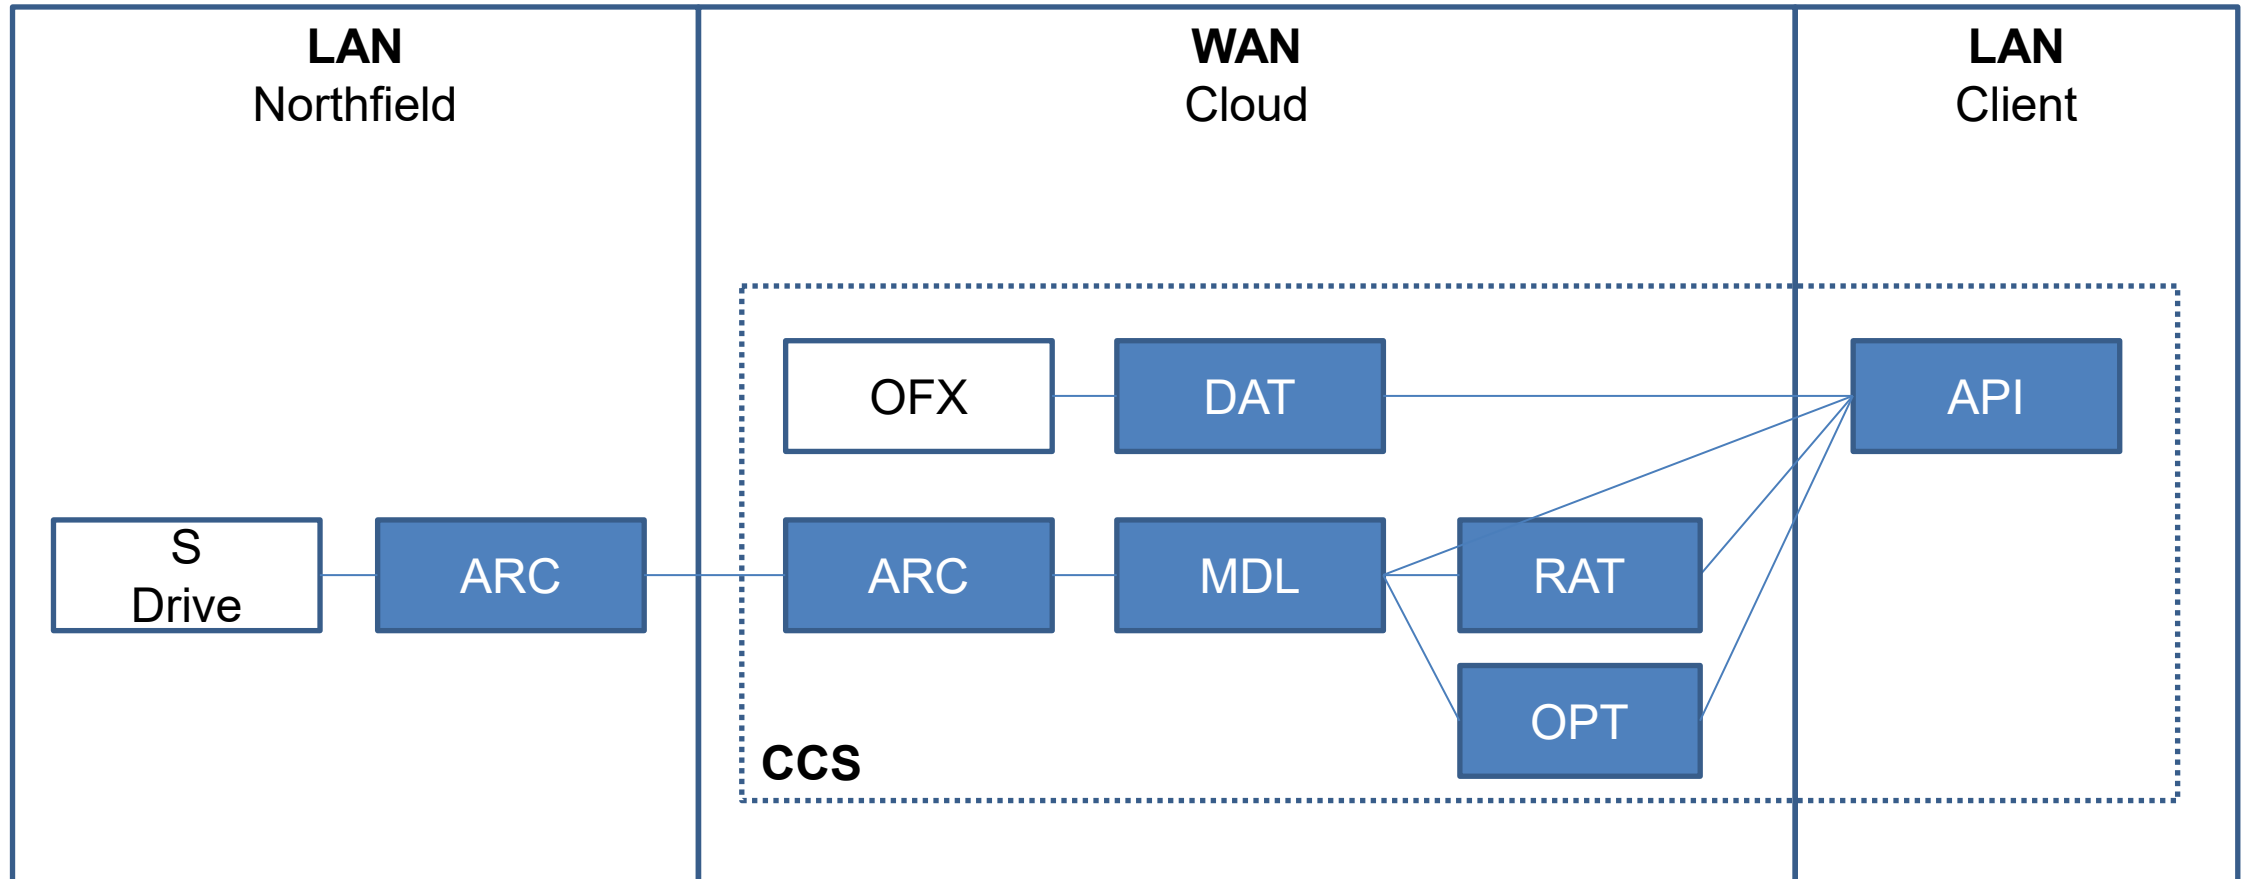 LAN
Northfield
WAN
Cloud
LAN
Client
OFX
DAT
API
S
Drive
ARC
ARC
MDL
RAT
OPT
CCS